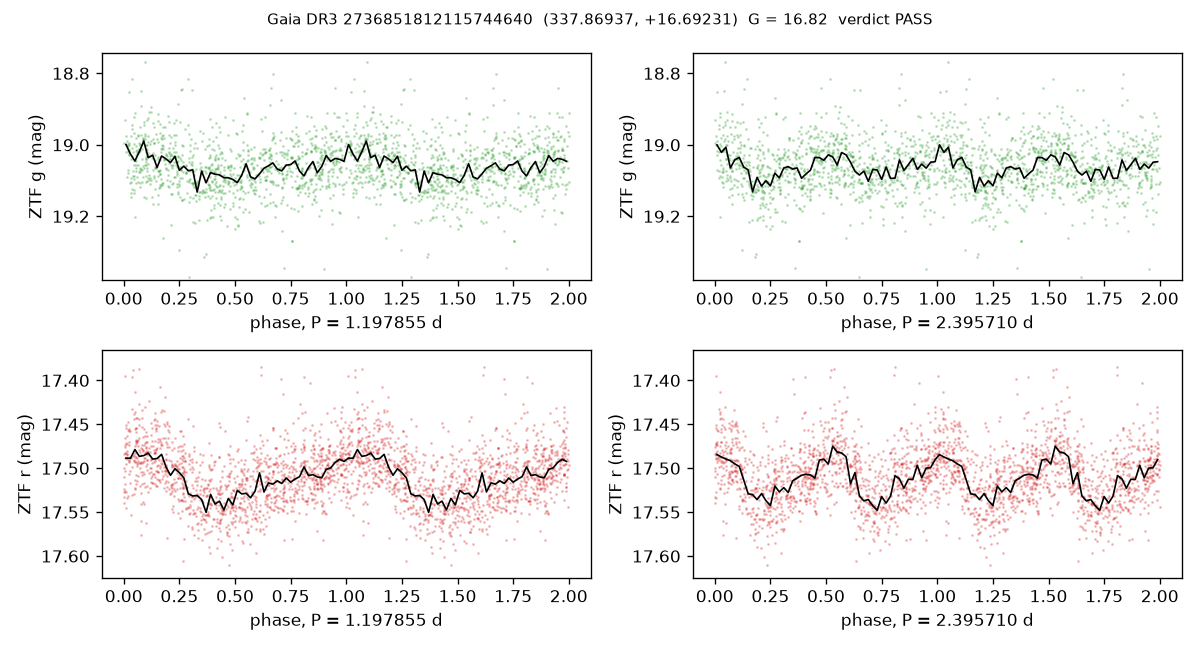 Gaia DR3 2736851812115744640 (337.86937, +16.69231) G = 16.82 verdict PASS
ZTF g (mag)
18.8
19.0
19.2
0.00 0.25 0.50 0.75 1.00 1.25 1.50 1.75 2.00
phase, P = 1.197855 d
ZTF g (mag)
18.8
19.0
19.2
0.00 0.25 0.50 0.75 1.00 1.25 1.50 1.75 2.00
phase, P = 2.395710 d
ZTF r (mag)
17.40
17.45
17.50
17.55
17.60
0.00 0.25 0.50 0.75 1.00 1.25 1.50 1.75 2.00
phase, P = 1.197855 d
ZTF r (mag)
17.40
17.45
17.50
17.55
17.60
0.00 0.25 0.50 0.75 1.00 1.25 1.50 1.75 2.00
phase, P = 2.395710 d